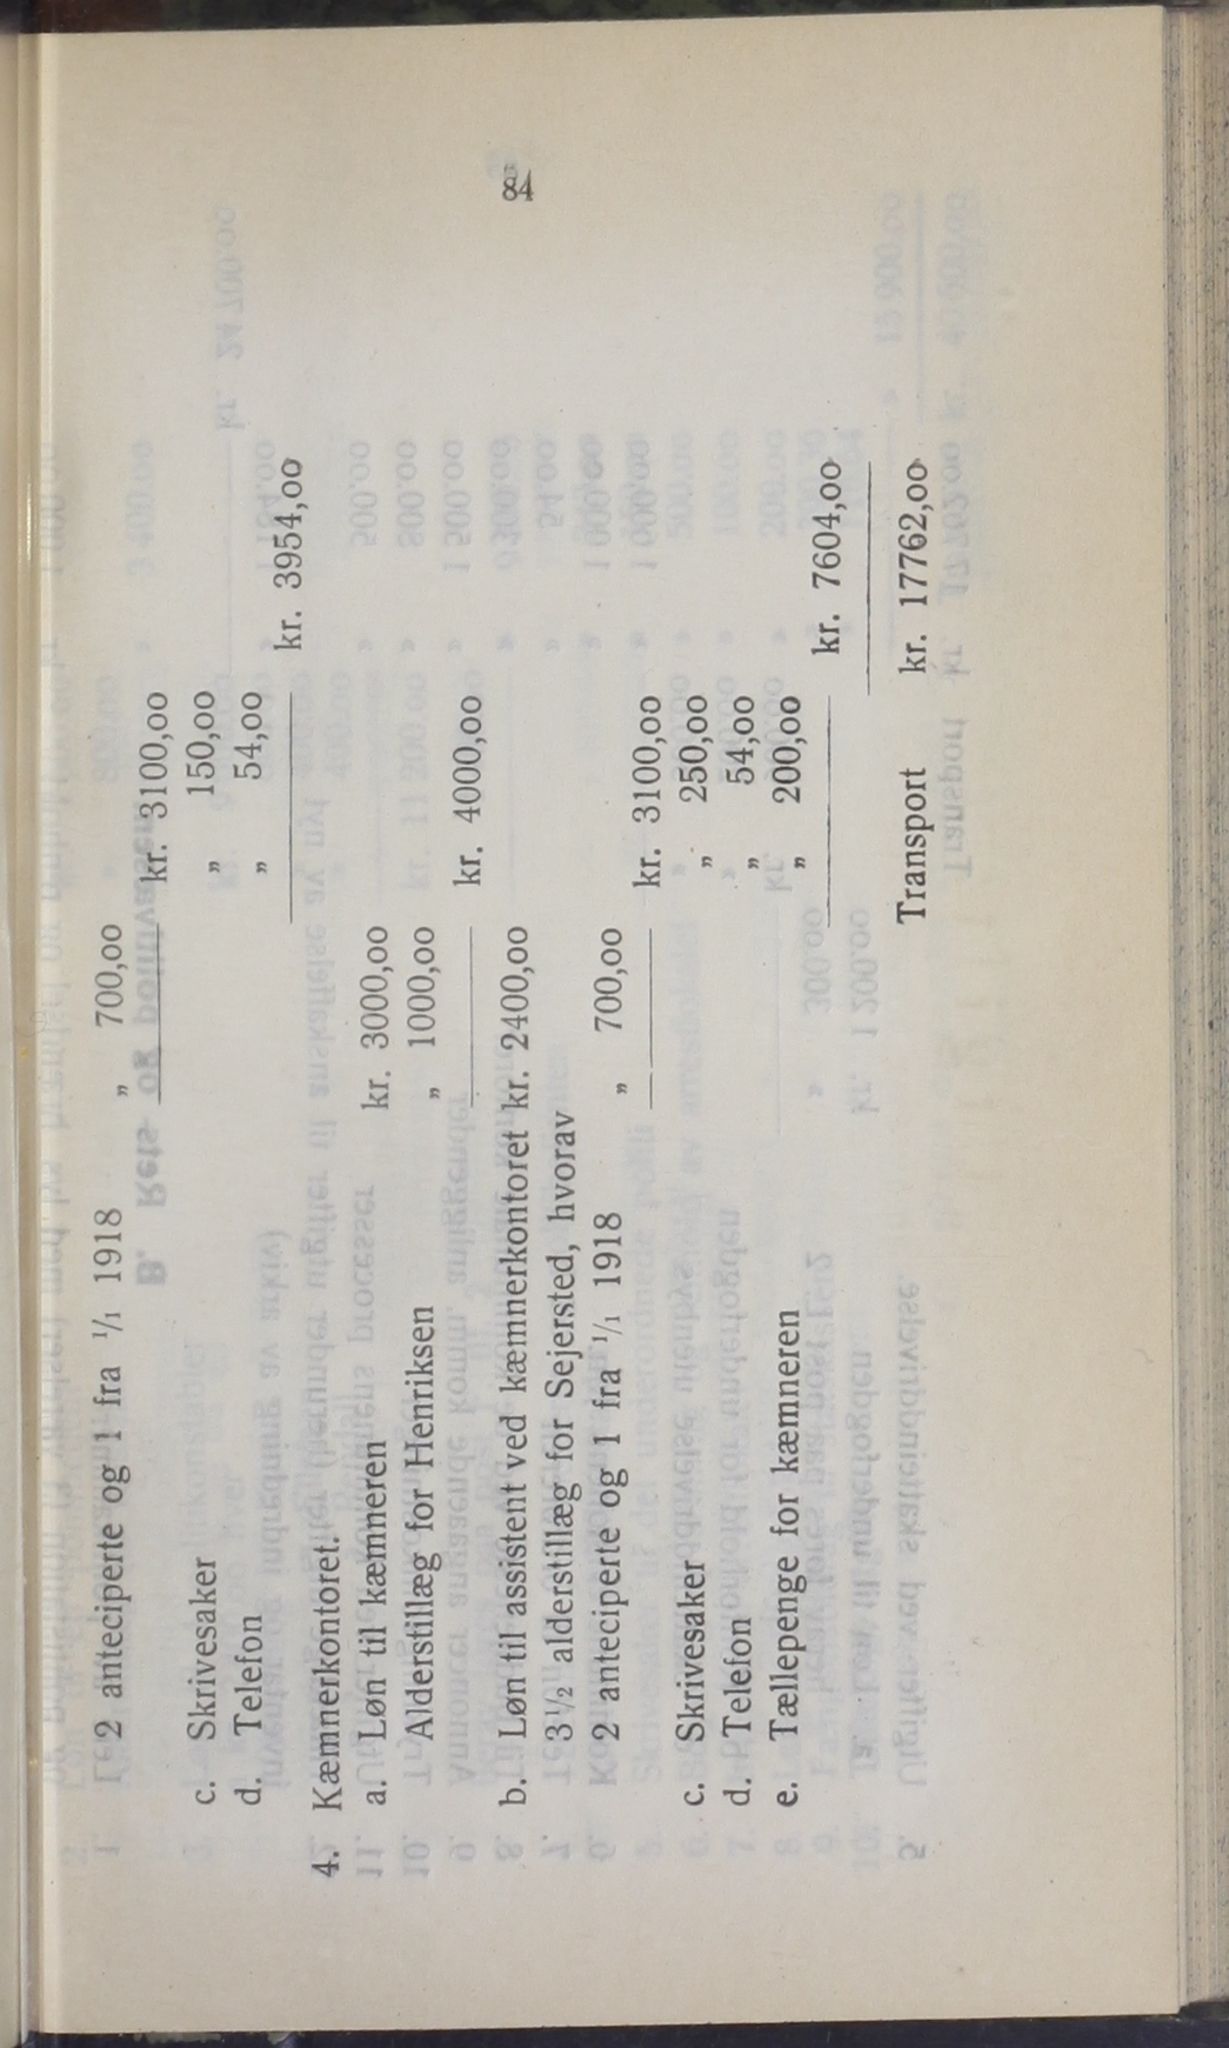 2 anteciperte og 1 fra 1/1 1918 „ 700,00
kr. 3100,00
c. Skrivesaker „ 150,00
d. Telefon „ 54,00
kr. 3954,00
4. Kæmnerkontoret.
a. Løn til kæmneren kr. 3000,00
Alderstillæg for Henriksen „ 1000,00
kr. 4000,00
b. Løn til assistent ved kæmnerkontoret kr. 2400,00
3 1/2 alderstillæg for Sejersted, hvorav
2 anteciperte og 1 fra 1/1 1918 „ 700,00
kr. 3100,00
c. Skrivesaker „ 250,00
d. Telefon „ 54,00
e. Tællepenge for kæmneren „ 200,00
kr. 7604,00
Transport kr. 17762,00